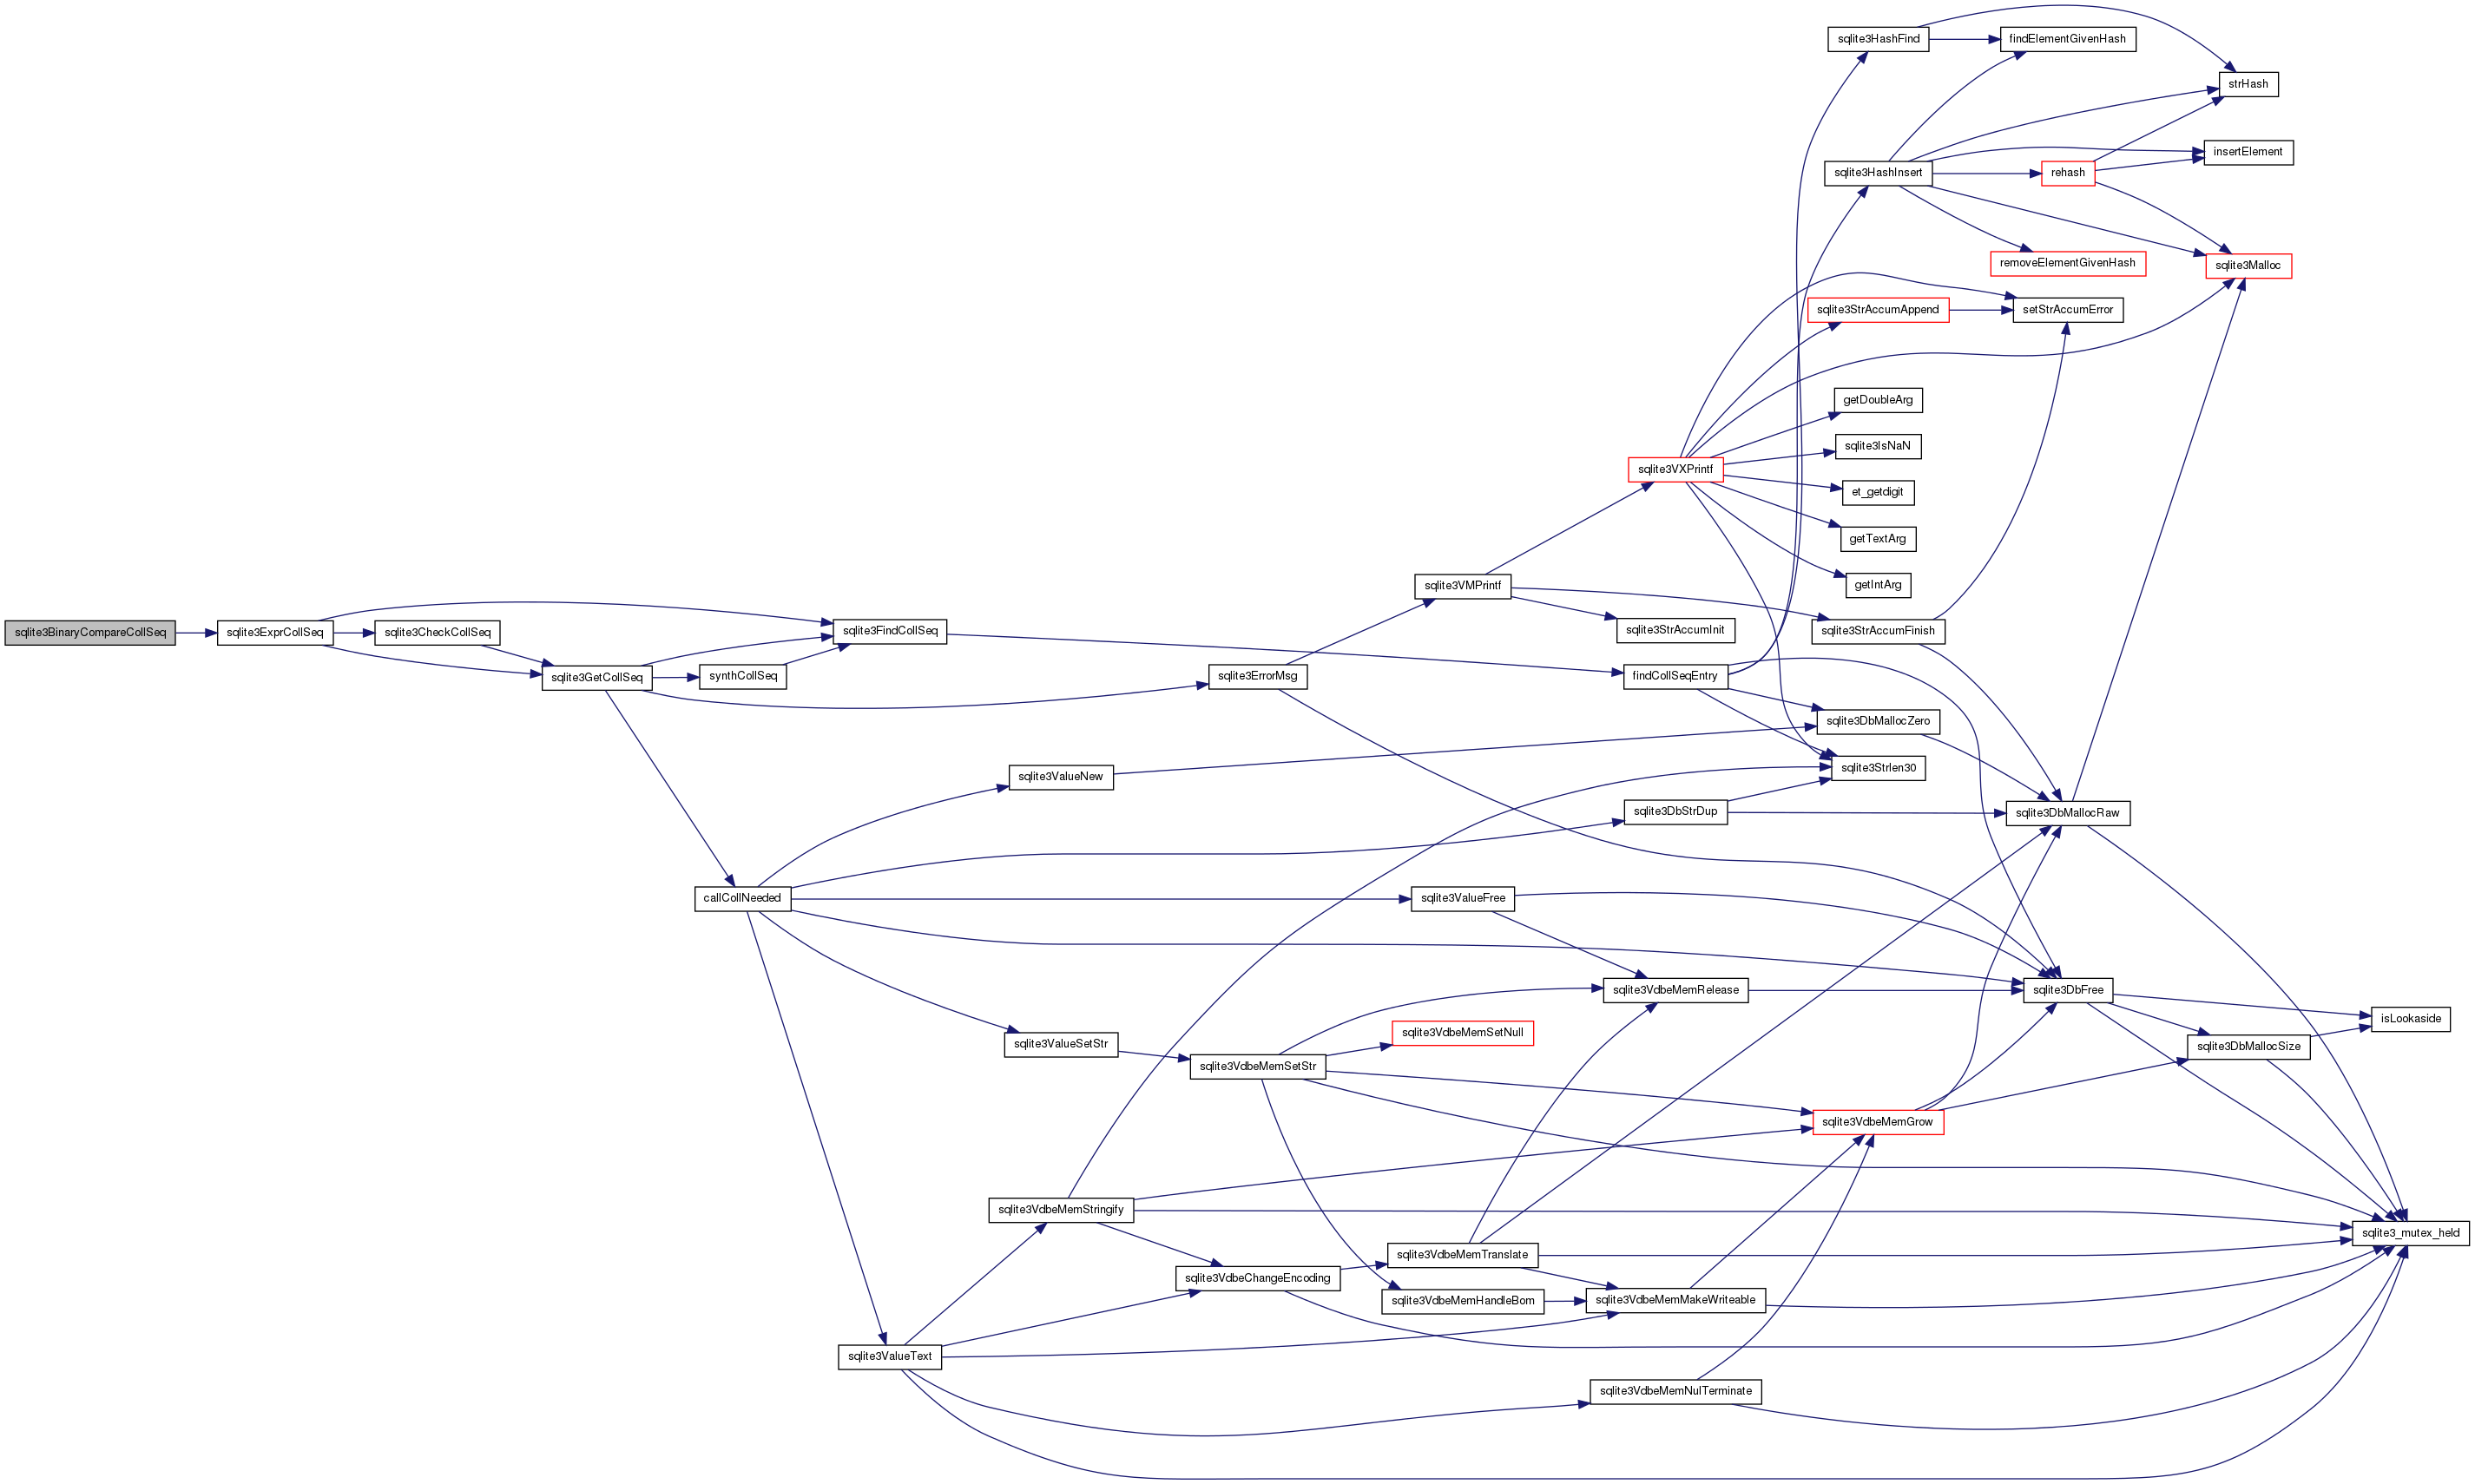 sqlite3BinaryCompareCollSeq
sqlite3ExprCollSeq
sqlite3CheckCollSeq
sqlite3GetCollSeq
synthCollSeq
sqlite3FindCollSeq
callCollNeeded
sqlite3ValueNew
sqlite3ValueSetStr
sqlite3ValueText
sqlite3VdbeMemStringify
sqlite3ErrorMsg
sqlite3VdbeMemSetStr
sqlite3VdbeChangeEncoding
sqlite3VMPrintf
sqlite3ValueFree
sqlite3VdbeMemSetNull
sqlite3VdbeMemTranslate
sqlite3VdbeMemHandleBom
sqlite3VXPrintf
sqlite3StrAccumInit
findCollSeqEntry
sqlite3DbStrDup
sqlite3VdbeMemRelease
sqlite3VdbeMemMakeWriteable
sqlite3VdbeMemNulTerminate
sqlite3HashFind
sqlite3HashInsert
sqlite3StrAccumAppend
getDoubleArg
sqlite3IsNaN
et_getdigit
getTextArg
getIntArg
sqlite3StrAccumFinish
sqlite3DbMallocZero
sqlite3Strlen30
sqlite3VdbeMemGrow
findElementGivenHash
rehash
removeElementGivenHash
setStrAccumError
sqlite3DbMallocRaw
sqlite3DbFree
strHash
insertElement
sqlite3Malloc
sqlite3DbMallocSize
isLookaside
sqlite3_mutex_held